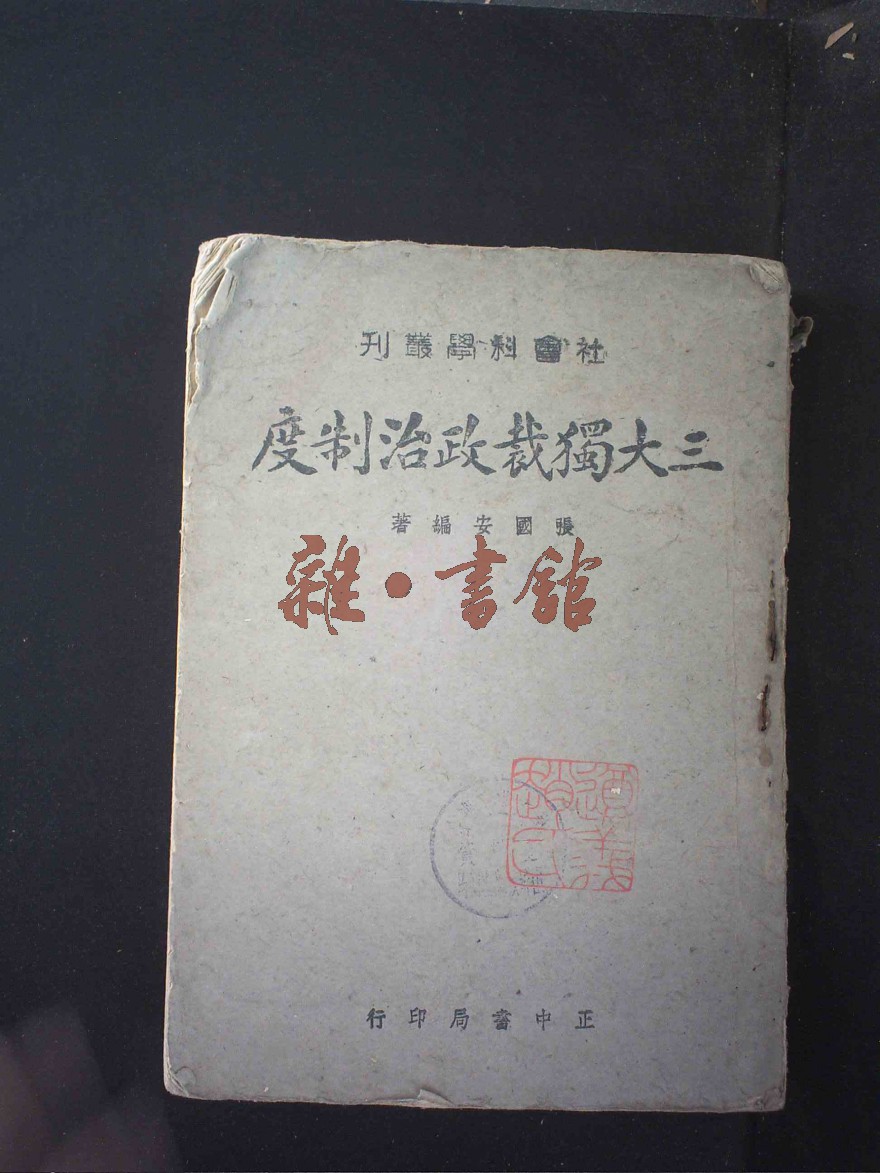 社會科學叢刊
三大獨裁政治制度
張國安編著
雜·書館
正中書局印行